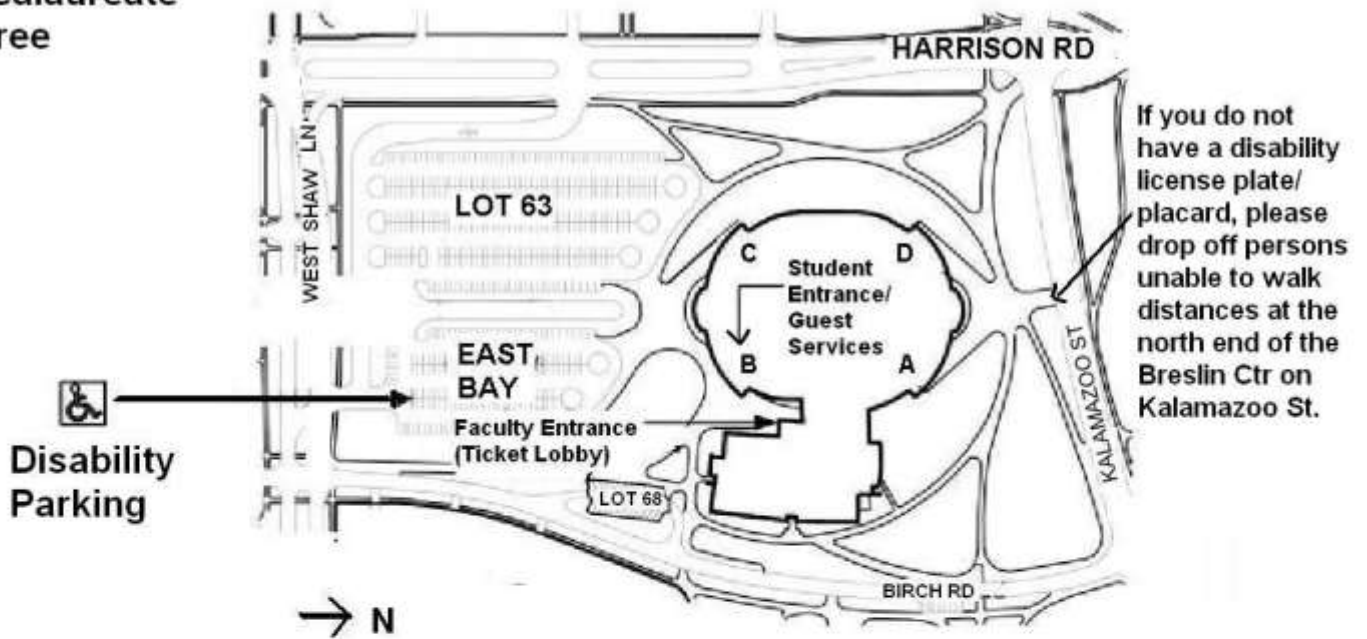 ree
HARRISON RD
WEST SHAW LN
LOT 63
If you do not
have a disability
license plate/
placard, please
drop off persons
unable to walk
distances at the
north end of the
Breslin Ctr on
Kalamazoo St.
C
D
Student
Entrance/
Guest
Services
B
A
EAST
BAY
Faculty Entrance
(Ticket Lobby)
KALAMAZOO ST
Disability
Parking
LOT 68
BIRCH RD
N